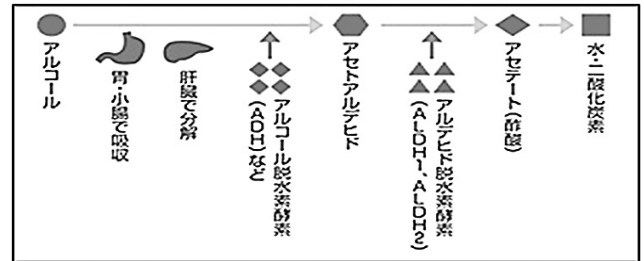 アルコール
胃・小腸で吸収
肝臓で分解
アルコール脱水素酵素
(ADH)など
アセトアルデヒド
アルデヒド脱水素酵素
(ALDH1、ALDH2)
アセテート(酢酸)
水・二酸化炭素